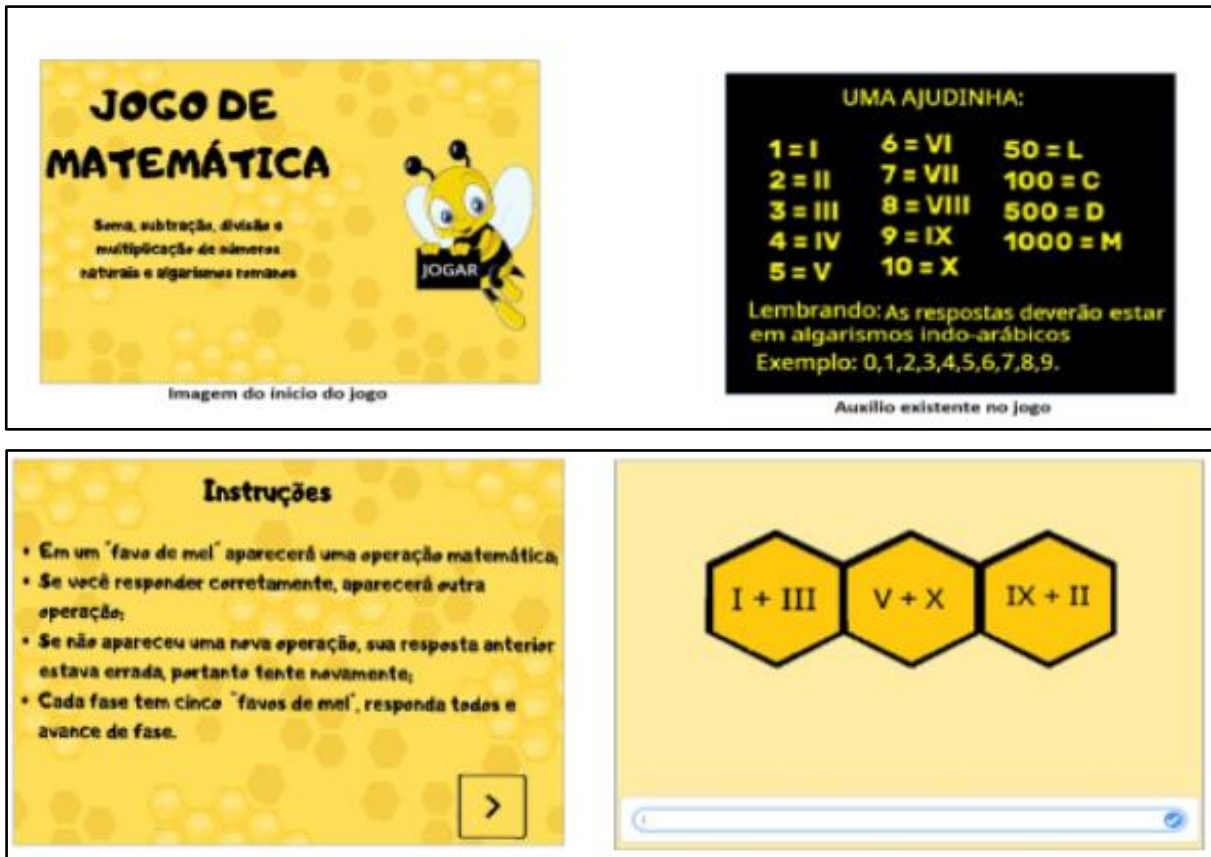 JOGO DE
MATEMÁTICA
Soma, subtração, divisão e
multiplicação de números
naturais e algarismos romanos
JOGAR
Imagem do início do jogo
UMA AJUDINHA:
1 = I
2 = II
3 = III
4 = IV
5 = V
6 = VI
7 = VII
8 = VIII
9 = IX
10 = X
50 = L
100 = C
500 = D
1000 = M
Lembrando: As respostas deverão estar
em algarismos indo-arábicos
Exemplo: 0,1,2,3,4,5,6,7,8,9.
Auxílio existente no jogo
Instruções
• Em um ˝favo de mel˝ aparecerá uma operação matemática;
• Se você responder corretamente, aparecerá outra
operação;
• Se não apareceu uma nova operação, sua resposta anterior
estava errada, portanto tente novamente;
• Cada fase tem cinco ˝favos de mel˝, responda todos e
avance de fase.
>
I + III
V + X
IX + II